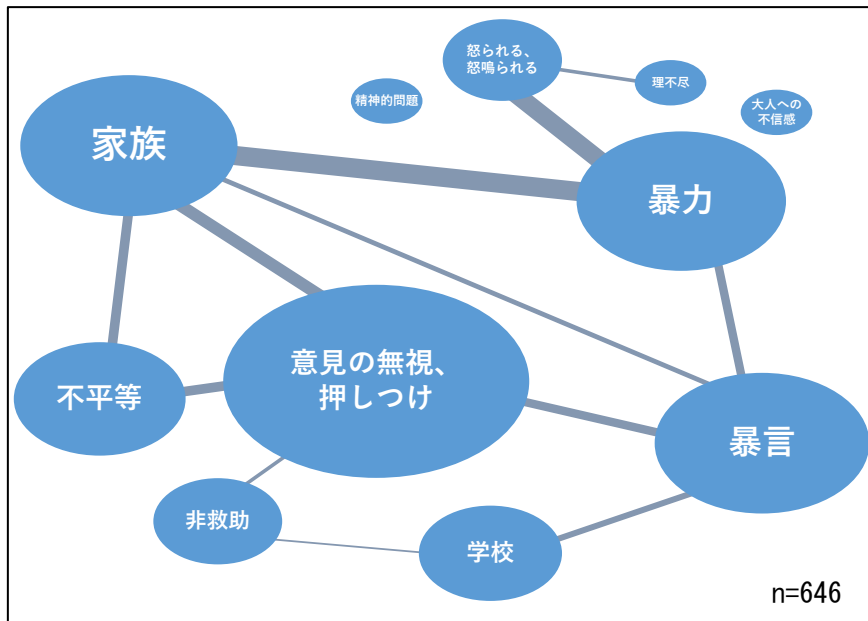 怒られる、
怒鳴られる
理不尽
精神的問題
大人への
不信感
家族
暴力
意見の無視、
押しつけ
不平等
暴言
非救助
学校
n=646